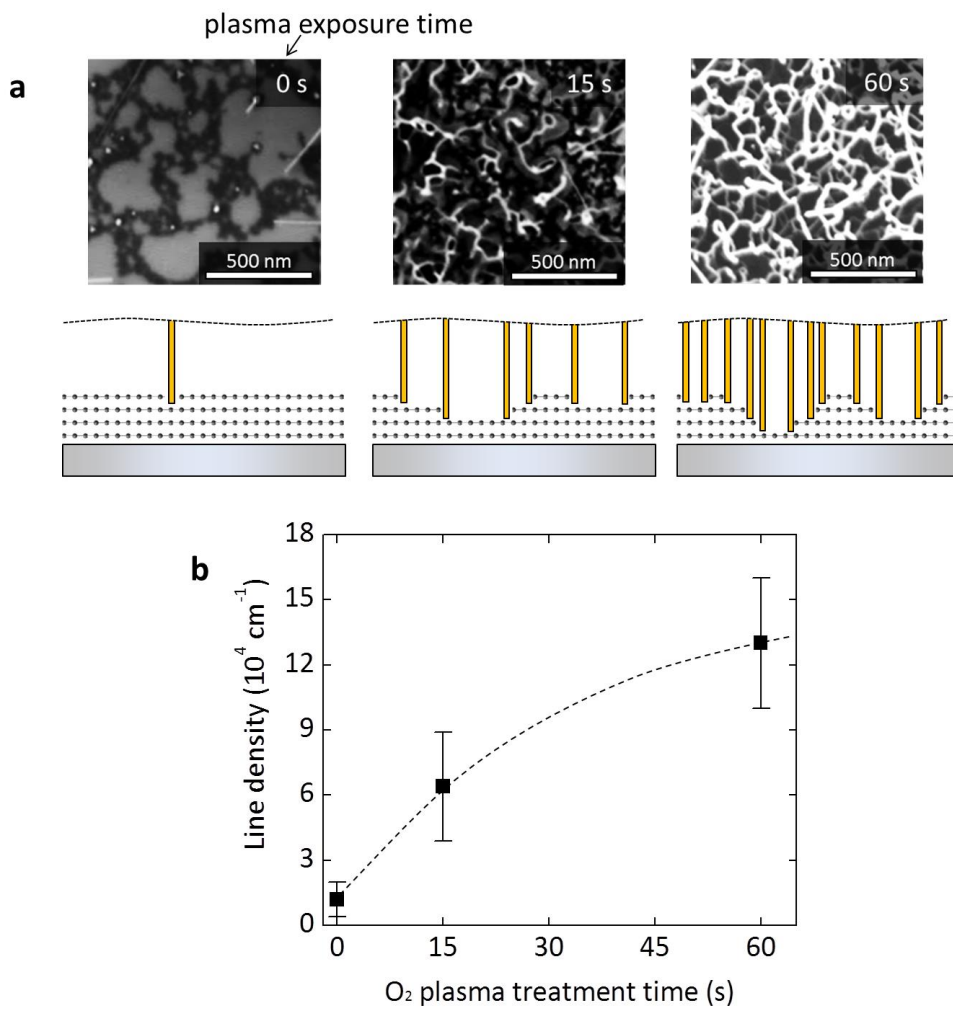 plasma exposure time
a
0 s
15 s
60 s
500 nm
500 nm
500 nm
b
18
15
12
9
6
3
0
Line density (10⁴ cm⁻¹)
0
15
30
45
60
O₂ plasma treatment time (s)